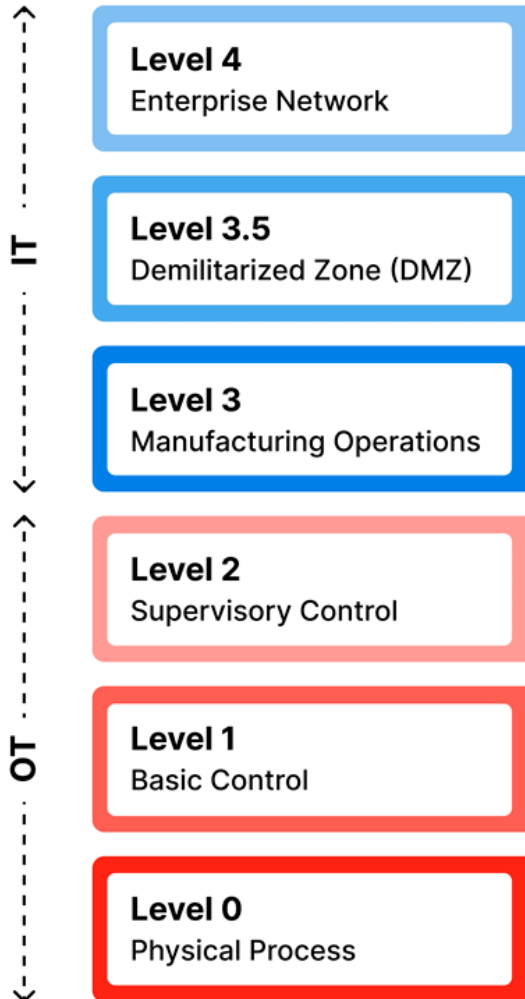 Level 4
Enterprise Network
IT
Level 3.5
Demilitarized Zone (DMZ)
Level 3
Manufacturing Operations
Level 2
Supervisory Control
OT
Level 1
Basic Control
Level 0
Physical Process